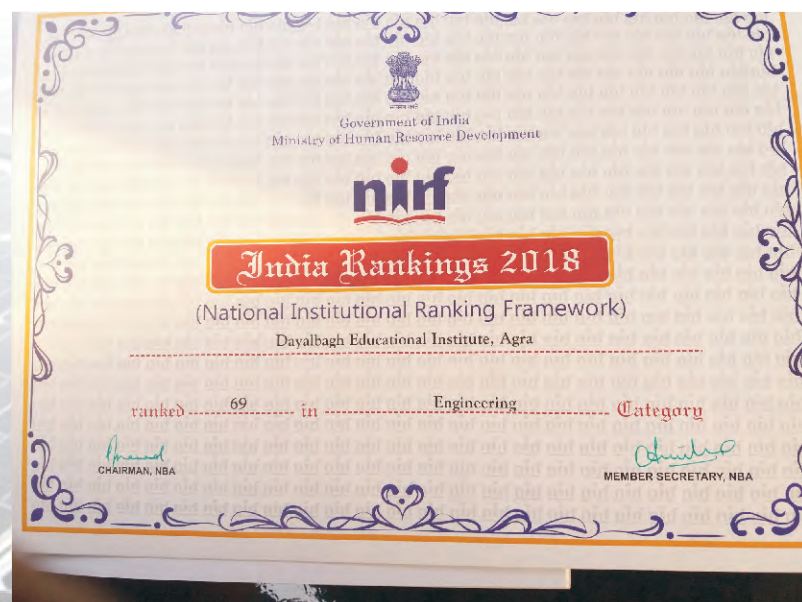 Government of India
Ministry of Human Resource Development
nirf
India Rankings 2018
(National Institutional Ranking Framework)
Dayalbagh Educational Institute, Agra
ranked 69 in Engineering Category
CHAIRMAN, NBA
MEMBER SECRETARY, NBA